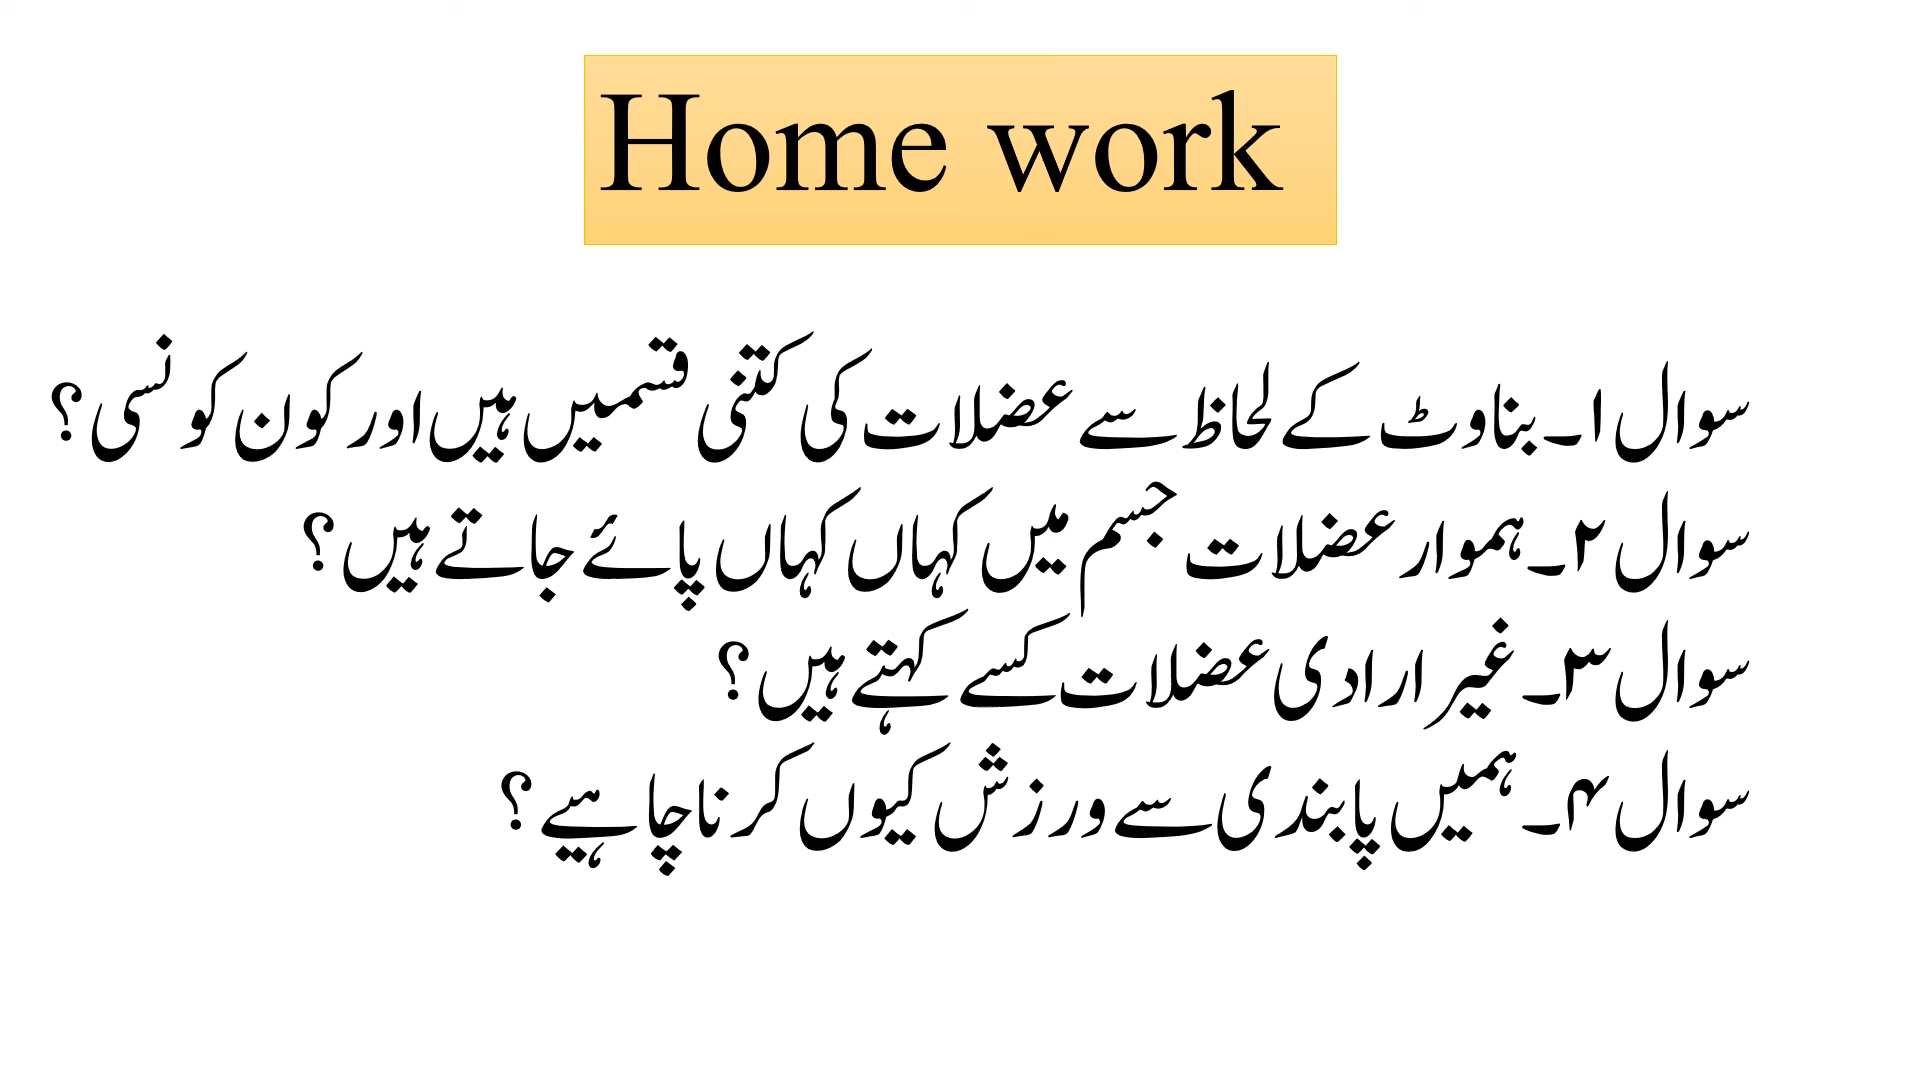 Home work
سوال ۱۔ بناوٹ کے لحاظ سے عضلات کی کتنی قسمیں ہیں اور کون کونسی ؟
سوال ۲۔ ہموار عضلات جسم میں کہاں کہاں پائے جاتے ہیں ؟
سوال ۳۔ غیر ارادی عضلات کسے کہتے ہیں ؟
سوال ۴۔ ہمیں پابندی سے ورزش کیوں کرنا چاہیے ؟